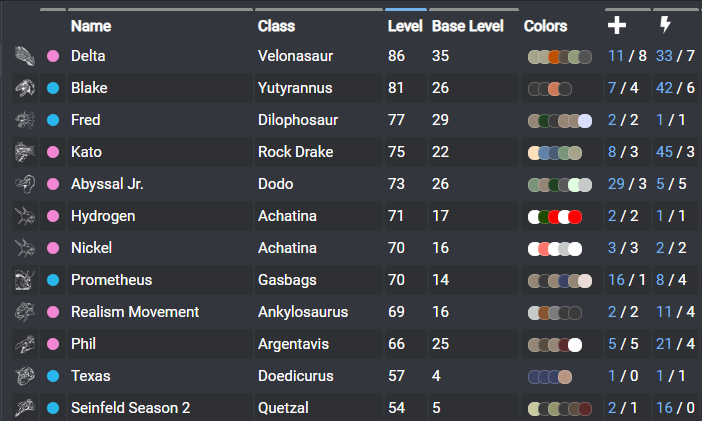 Name Class Level Base Level Colors
Delta Velonasaur 86 35 11 / 8 33 / 7
Blake Yutyrannus 81 26 7 / 4 42 / 6
Fred Dilophosaur 77 29 2 / 2 1 / 1
Kato Rock Drake 75 22 8 / 3 45 / 3
Abyssal Jr. Dodo 73 26 29 / 3 5 / 5
Hydrogen Achatina 71 17 2 / 2 1 / 1
Nickel Achatina 70 16 3 / 3 2 / 2
Prometheus Gasbags 70 14 16 / 1 8 / 4
Realism Movement Ankylosaurus 69 16 2 / 2 11 / 4
Phil Argentavis 66 25 5 / 5 21 / 4
Texas Doedicurus 57 4 1 / 0 1 / 1
Seinfeld Season 2 Quetzal 54 5 2 / 1 16 / 0